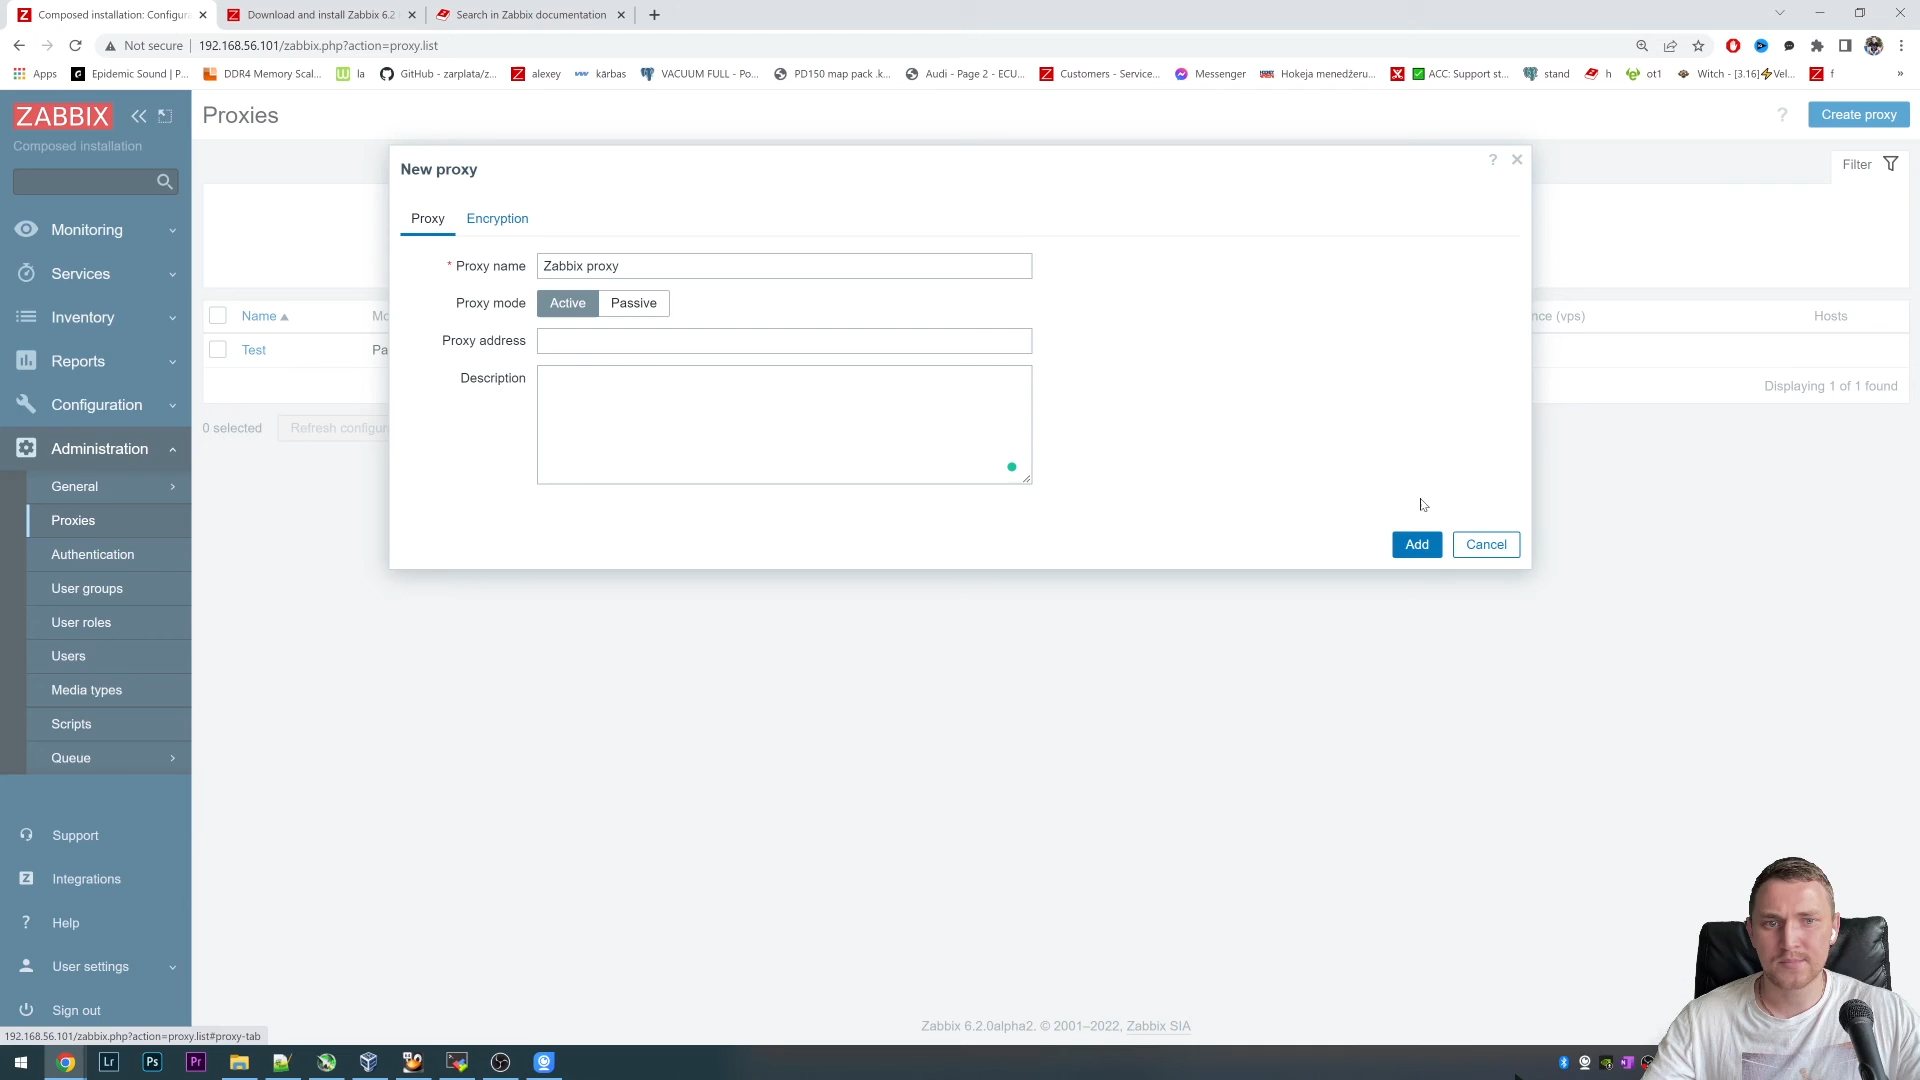 Composed installation: Configura
Download and install Zabbix 6.2
Search in Zabbix documentation
Not secure
192.168.56.101/zabbix.php?action=proxy.list
Apps
Epidemic Sound | P...
DDR4 Memory Scal...
la
GitHub - zarplata/z...
alexey
kārbas
VACUUM FULL - Po...
PD150 map pack .k...
Audi - Page 2 - ECU...
Customers - Service...
Messenger
Hokeja menedžeru...
ACC: Support st...
stand
h
ot1
Witch - [3.16]⚡Vel...
f
»
ZABBIX
Composed installation
Monitoring
Services
Inventory
Reports
Configuration
Administration
General
Proxies
Authentication
User groups
User roles
Users
Media types
Scripts
Queue
Support
Integrations
Help
User settings
Sign out
Proxies
?
Create proxy
Filter
Name
Mo
nce (vps)
Hosts
Test
Pa
Displaying 1 of 1 found
0 selected
Refresh configur
New proxy
?
Proxy
Encryption
* Proxy name
Zabbix proxy
Proxy mode
Active
Passive
Proxy address
Description
Add
Cancel
Zabbix 6.2.0alpha2. © 2001–2022, Zabbix SIA
192.168.56.101/zabbix.php?action=proxy.list#proxy-tab
Lr
Ps
Pr